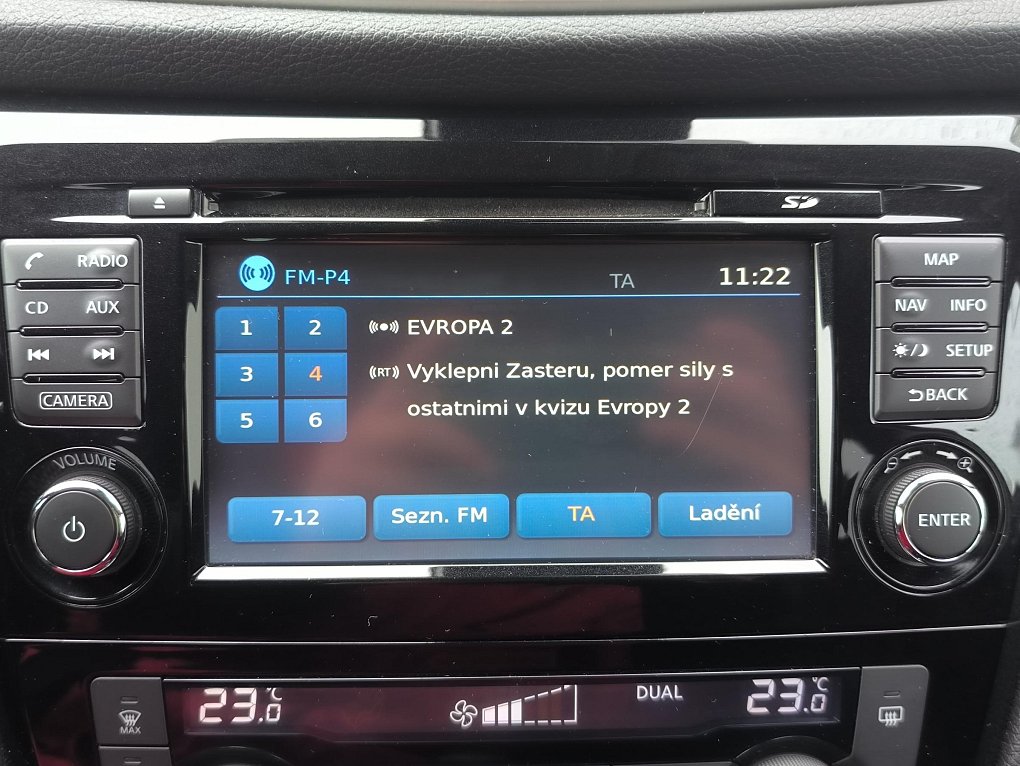 SD
RADIO
CD AUX
CAMERA
VOLUME
FM-P4 TA 11:22
1 2
3 4
5 6
EVROPA 2
RT Vyklepni Zasteru, pomer sily s
ostatnimi v kvizu Evropy 2
7-12 Sezn. FM TA Ladění
MAP
NAV INFO
SETUP
BACK
ENTER
MAX
23.0 °C
DUAL
23.0 °C